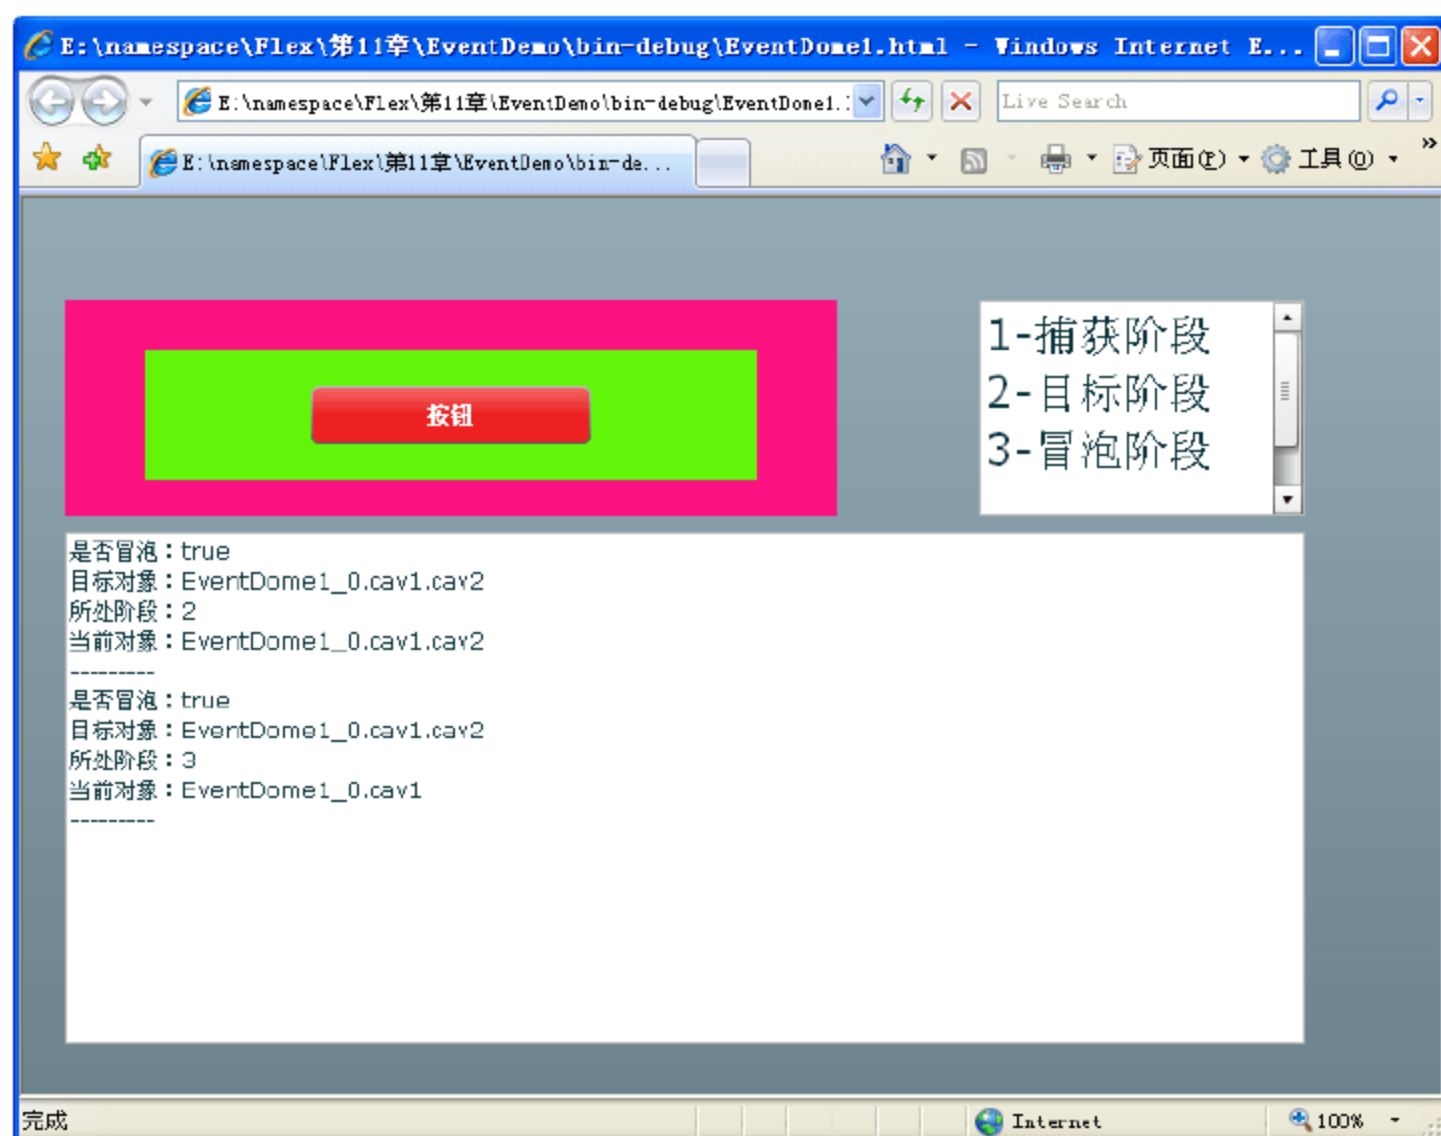 E:\namespace\Flex\第11章\EventDemo\bin-debug\EventDome1.html - Windows Internet E...
E:\namespace\Flex\第11章\EventDemo\bin-debug\EventDome1.
Live Search
E:\namespace\Flex\第11章\EventDemo\bin-de...
页面(P)
工具(O)
按钮
1-捕获阶段
2-目标阶段
3-冒泡阶段
是否冒泡：true
目标对象：EventDome1_0.cav1.cav2
所处阶段：2
当前对象：EventDome1_0.cav1.cav2
---------
是否冒泡：true
目标对象：EventDome1_0.cav1.cav2
所处阶段：3
当前对象：EventDome1_0.cav1
---------
完成
Internet
100%